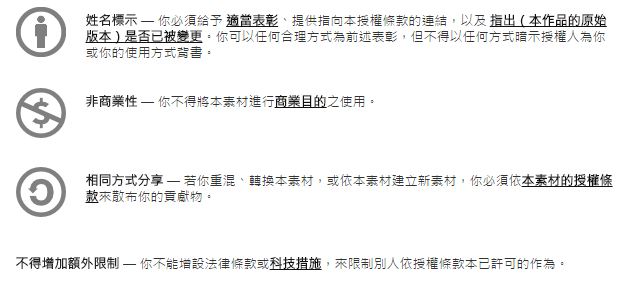 姓名標示 — 你必須給予 適當表彰、提供指向本授權條款的連結，以及 指出（本作品的原始
版本）是否已被變更。你可以任何合理方式為前述表彰，但不得以任何方式暗示授權人為你
或你的使用方式背書。
非商業性 — 你不得將本素材進行商業目的之使用。
相同方式分享 — 若你重混、轉換本素材，或依本素材建立新素材，你必須依本素材的授權條
款來散布你的貢獻物。
不得增加額外限制 — 你不能增設法律條款或科技措施，來限制別人依授權條款本已許可的作為。